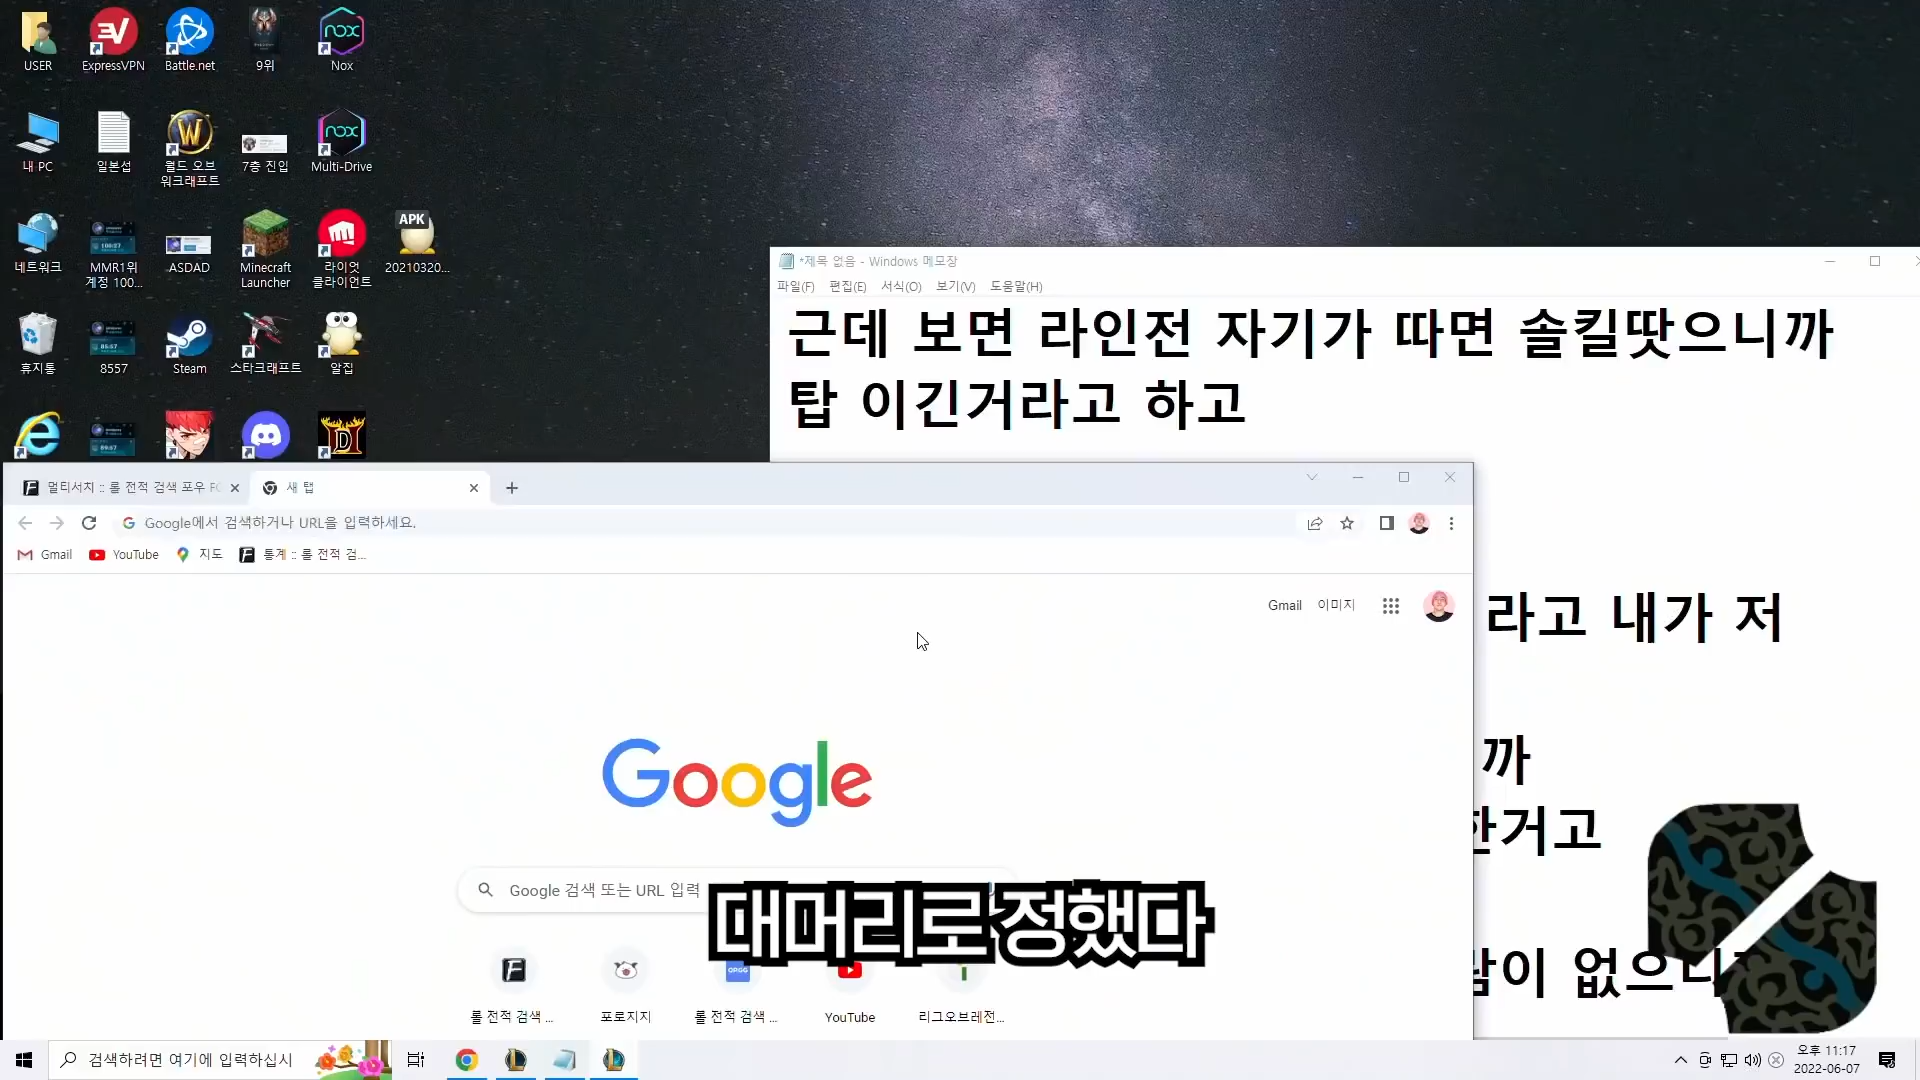 USER
ExpressVPN
Battle.net
9위
Nox
내 PC
일본섭
월드 오브
워크래프트
7층 진입
Multi-Drive
네트워크
MMR1위
계정 100...
ASDAD
Minecraft
Launcher
라이엇
클라이언트
APK
20210320...
휴지통
8557
Steam
스타크래프트
알집
*제목 없음 - Windows 메모장
파일(F) 편집(E) 서식(O) 보기(V) 도움말(H)
근데 보면 라인전 자기가 따면 솔킬땃으니까
탑 이긴거라고 하고
라고 내가 저
까
한거고
람이 없으니
멀티서치 :: 롤 전적 검색 포우
새 탭
Google에서 검색하거나 URL을 입력하세요.
Gmail YouTube 지도 통계 :: 롤 전적 검...
Gmail 이미지
Google
Google 검색 또는 URL 입력
대머리로 정했다
롤 전적 검색 ...
포로지지
OP.GG
롤 전적 검색 ...
YouTube
리그오브레전...
검색하려면 여기에 입력하십시
오후 11:17
2022-06-07